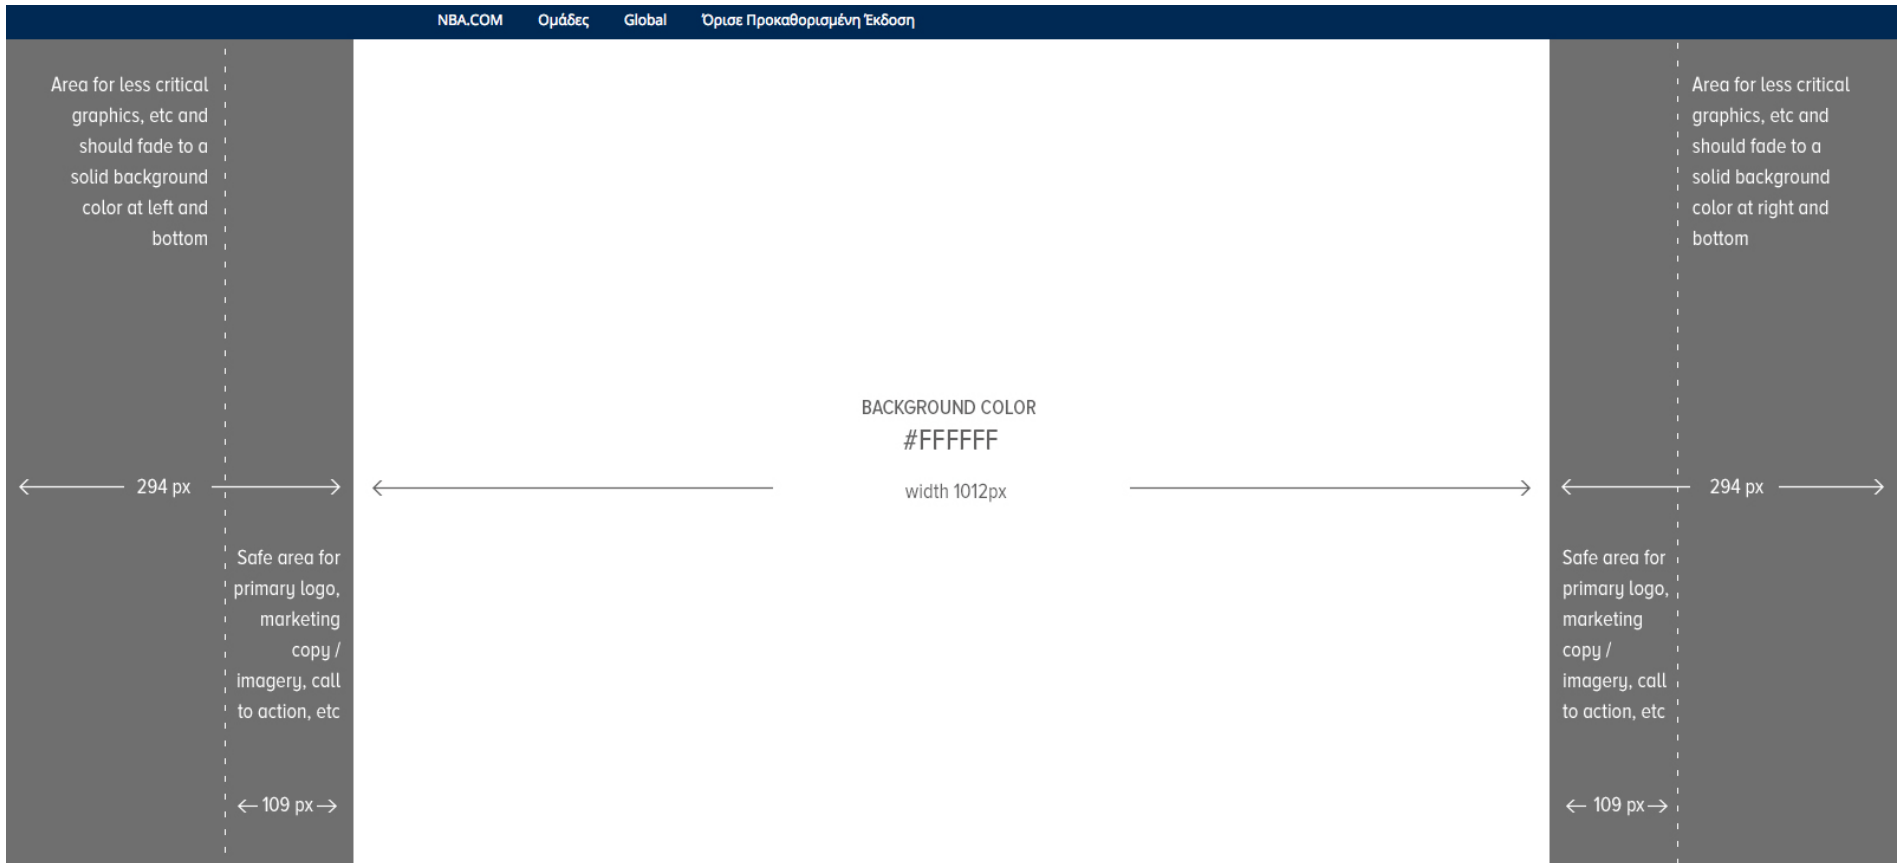 NBA.COM Ομάδες Global Όρισε Προκαθορισμένη Έκδοση
Area for less critical
graphics, etc and
should fade to a
solid background
color at left and
bottom
294 px
Safe area for
primary logo,
marketing
copy /
imagery, call
to action, etc
109 px
BACKGROUND COLOR
#FFFFFF
width 1012px
Area for less critical
graphics, etc and
should fade to a
solid background
color at right and
bottom
294 px
Safe area for
primary logo,
marketing
copy /
imagery, call
to action, etc
109 px